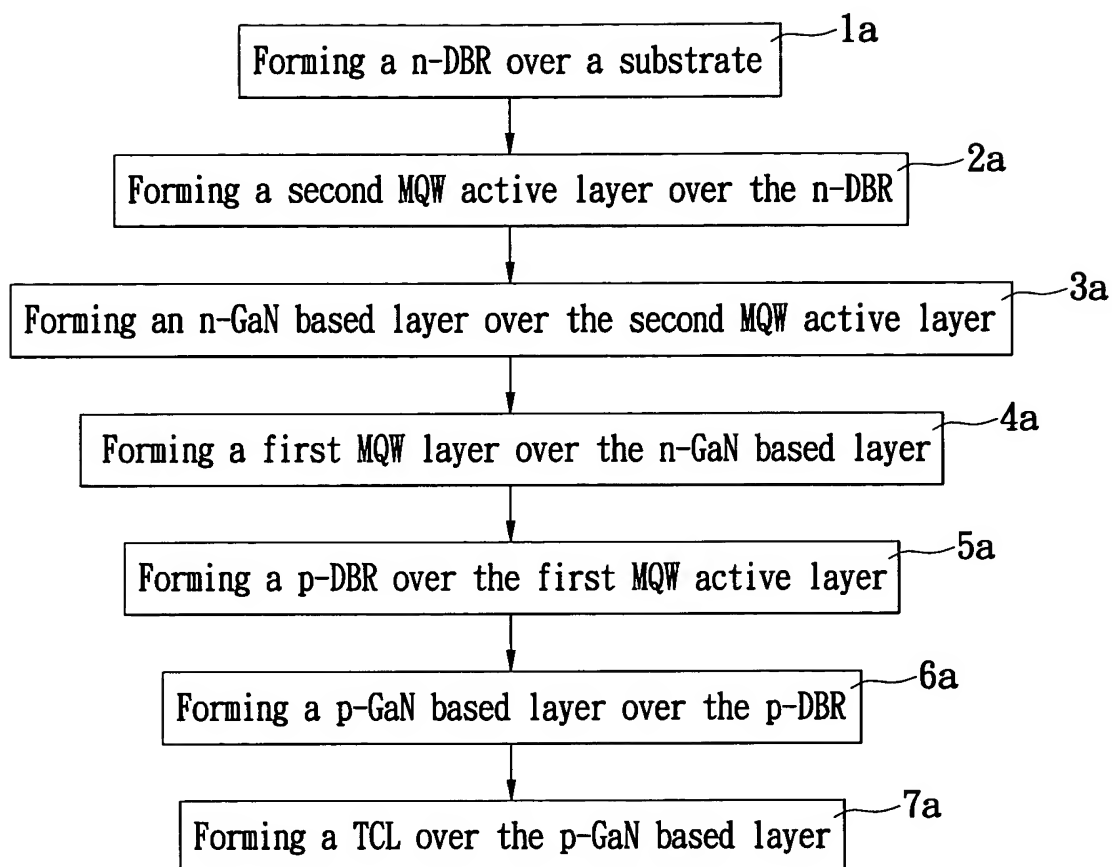 1a
Forming a n-DBR over a substrate
2a
Forming a second MQW active layer over the n-DBR
3a
Forming an n-GaN based layer over the second MQW active layer
4a
Forming a first MQW layer over the n-GaN based layer
5a
Forming a p-DBR over the first MQW active layer
6a
Forming a p-GaN based layer over the p-DBR
7a
Forming a TCL over the p-GaN based layer